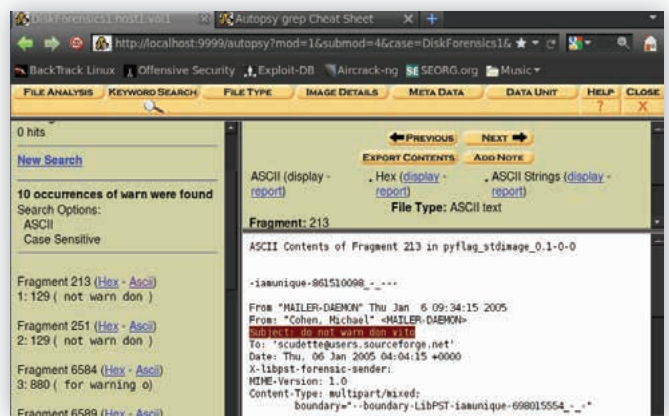 DiskForensics1:host1:vol1
Autopsy grep Cheat Sheet
http://localhost:9999/autopsy?mod=1&submod=4&case=DiskForensics1&
BackTrack Linux Offensive Security Exploit-DB Aircrack-ng SEORG.org Music
FILE ANALYSIS KEYWORD SEARCH FILE TYPE IMAGE DETAILS META DATA DATA UNIT HELP CLOSE
? X
0 hits
New Search
10 occurrences of warn were found
Search Options:
ASCII
Case Sensitive
Fragment 213 (Hex - Ascii)
1: 129 ( not warn don )
Fragment 251 (Hex - Ascii)
2: 129 ( not warn don )
Fragment 6584 (Hex - Ascii)
3: 880 ( for warning o)
Fragment 6589 (Hex - Ascii)
PREVIOUS NEXT
EXPORT CONTENTS ADD NOTE
ASCII (display - report) . Hex (display - report) . ASCII Strings (display - report)
File Type: ASCII text
Fragment: 213
ASCII Contents of Fragment 213 in pyflag_stdimage_0.1-0-0
-iamunique-861510098_-_---
From "MAILER-DAEMON" Thu Jan 6 09:34:15 2005
From: "Cohen, Michael" <MAILER-DAEMON>
Subject: do not warn don vito
To: 'scudette@users.sourceforge.net'
Date: Thu, 06 Jan 2005 04:04:15 +0000
X-libpst-forensic-sender:
MIME-Version: 1.0
Content-Type: multipart/mixed;
boundary="--boundary-LibPST-iamunique-698015554_-_-"